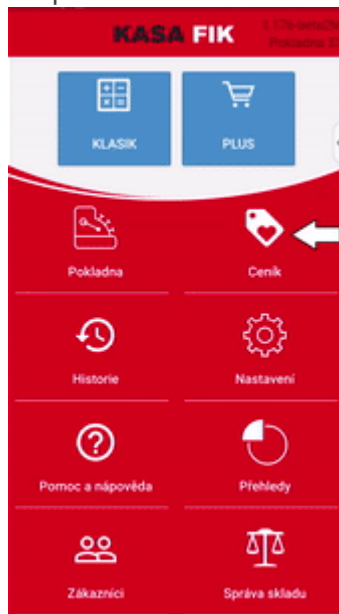 KASA FIK
KLASIK
PLUS
Pokladna
Ceník
Historie
Nastavení
Pomoc a nápověda
Přehledy
Zákazníci
Správa skladu